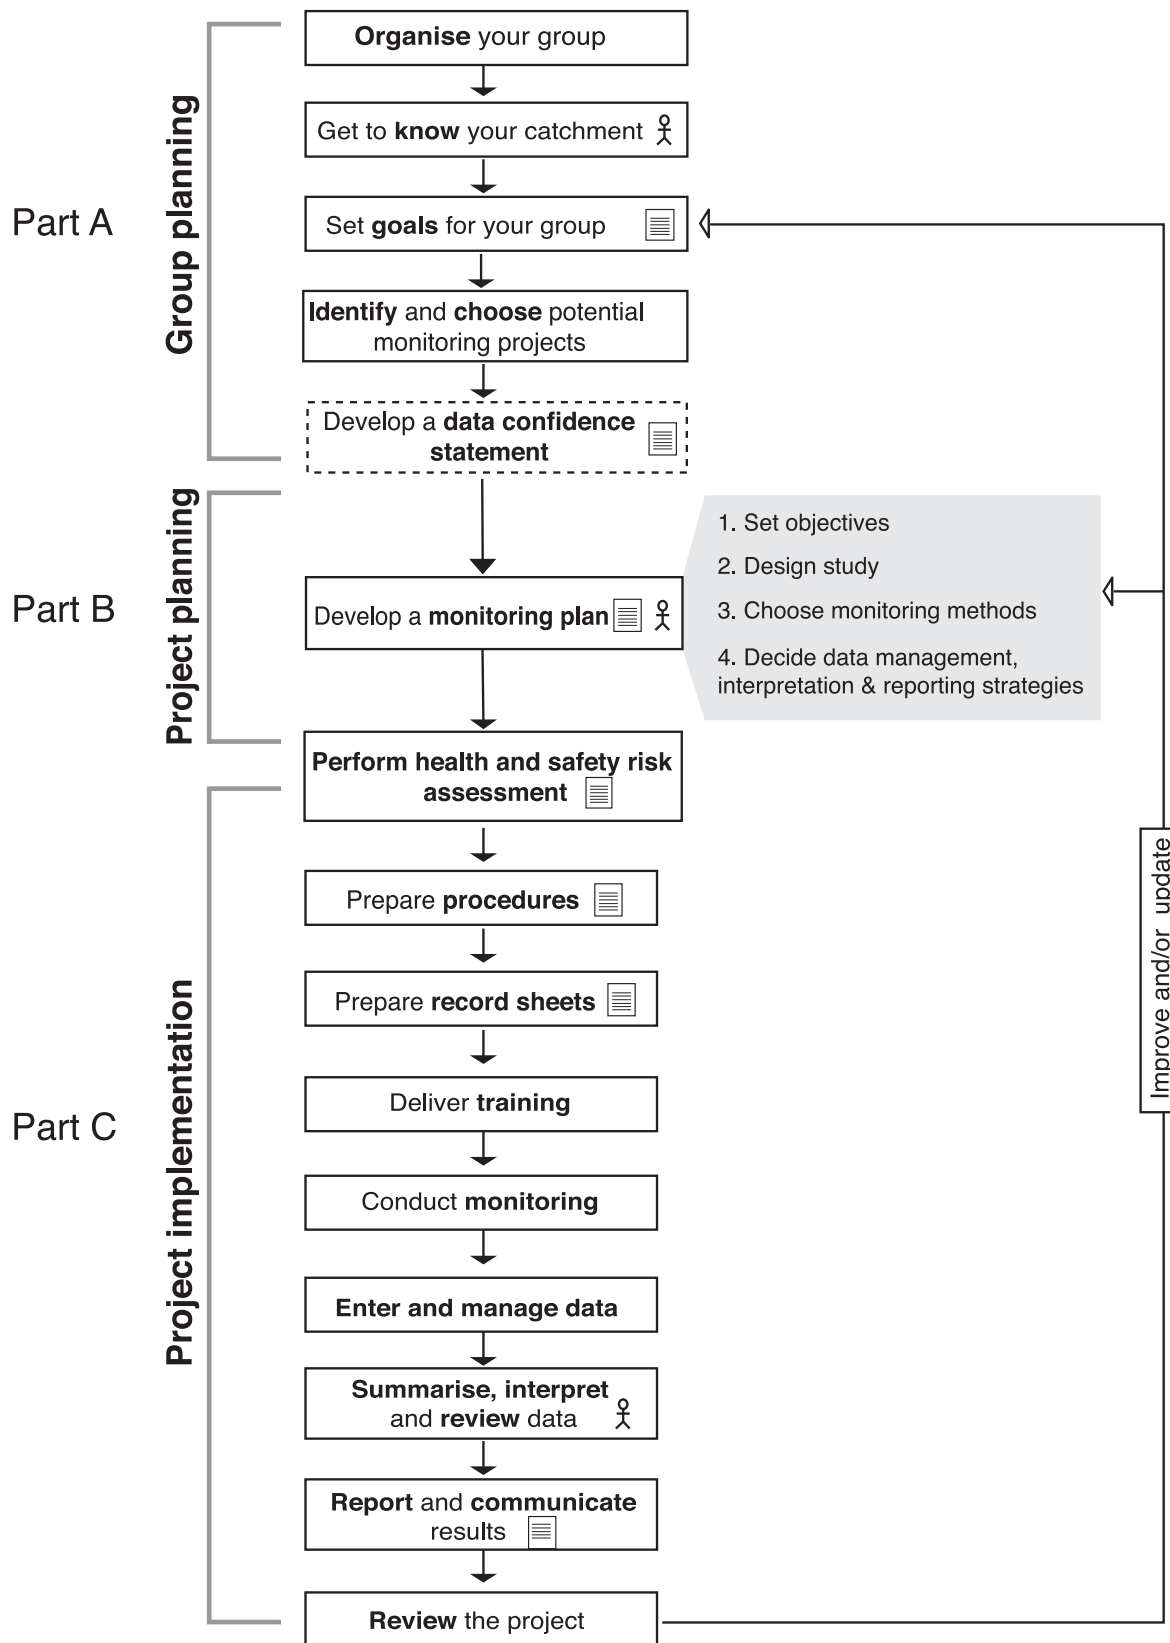 Organise your group
Get to know your catchment
Part A
Group planning
Set goals for your group
Identify and choose potential
monitoring projects
Develop a data confidence
statement
Part B
Project planning
Develop a monitoring plan
1. Set objectives
2. Design study
3. Choose monitoring methods
4. Decide data management,
interpretation & reporting strategies
Perform health and safety risk
assessment
Part C
Project implementation
Prepare procedures
Prepare record sheets
Deliver training
Conduct monitoring
Enter and manage data
Summarise, interpret
and review data
Report and communicate
results
Review the project
Improve and/or update